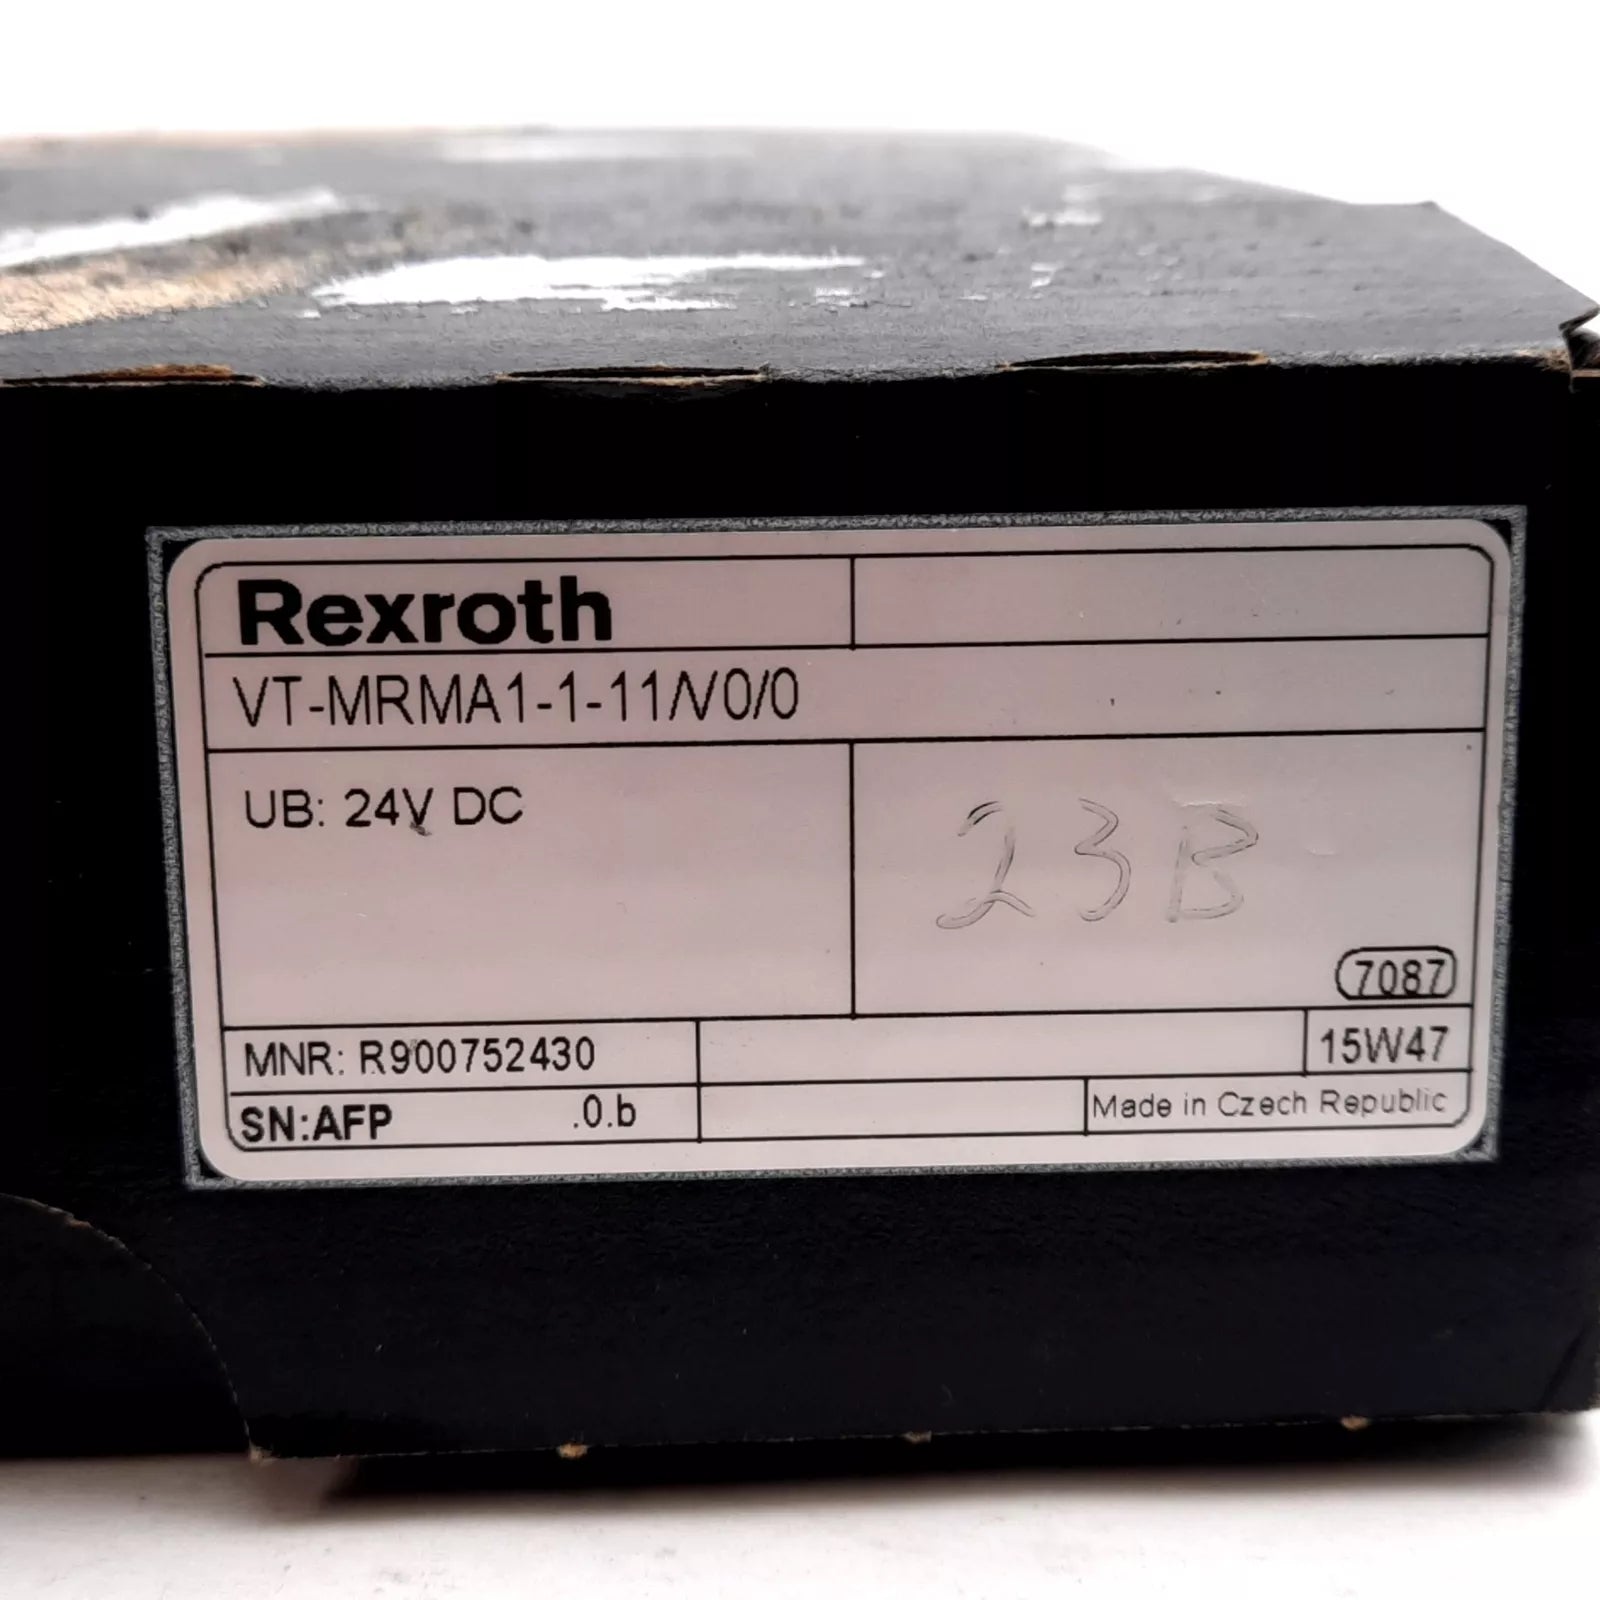 Rexroth
VT-MRMA1-1-11/V0/0
UB: 24V DC
23B
7087
MNR: R900752430
15W47
SN:AFP .0.b
Made in Czech Republic